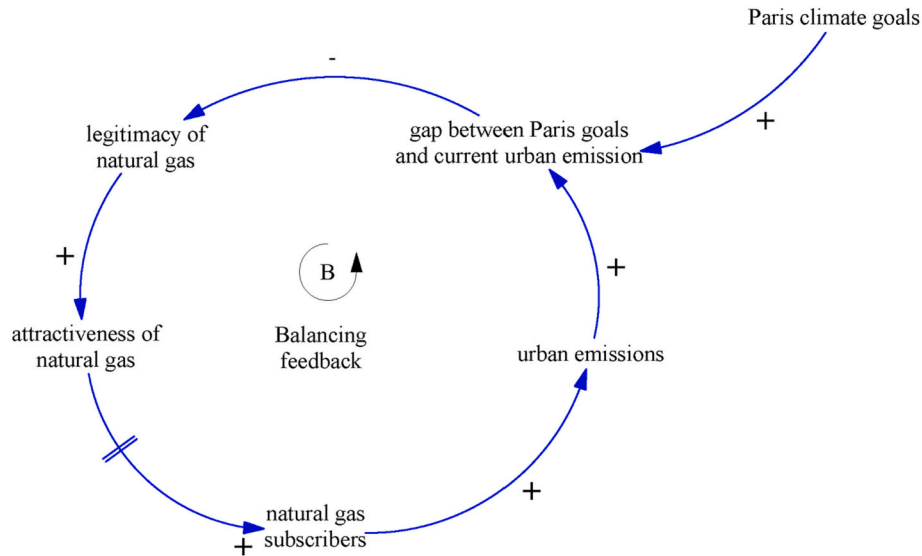 Paris climate goals
-
legitimacy of
natural gas
gap between Paris goals
and current urban emission
+
+
B
+
attractiveness of
natural gas
Balancing
feedback
urban emissions
+
natural gas
subscribers
+